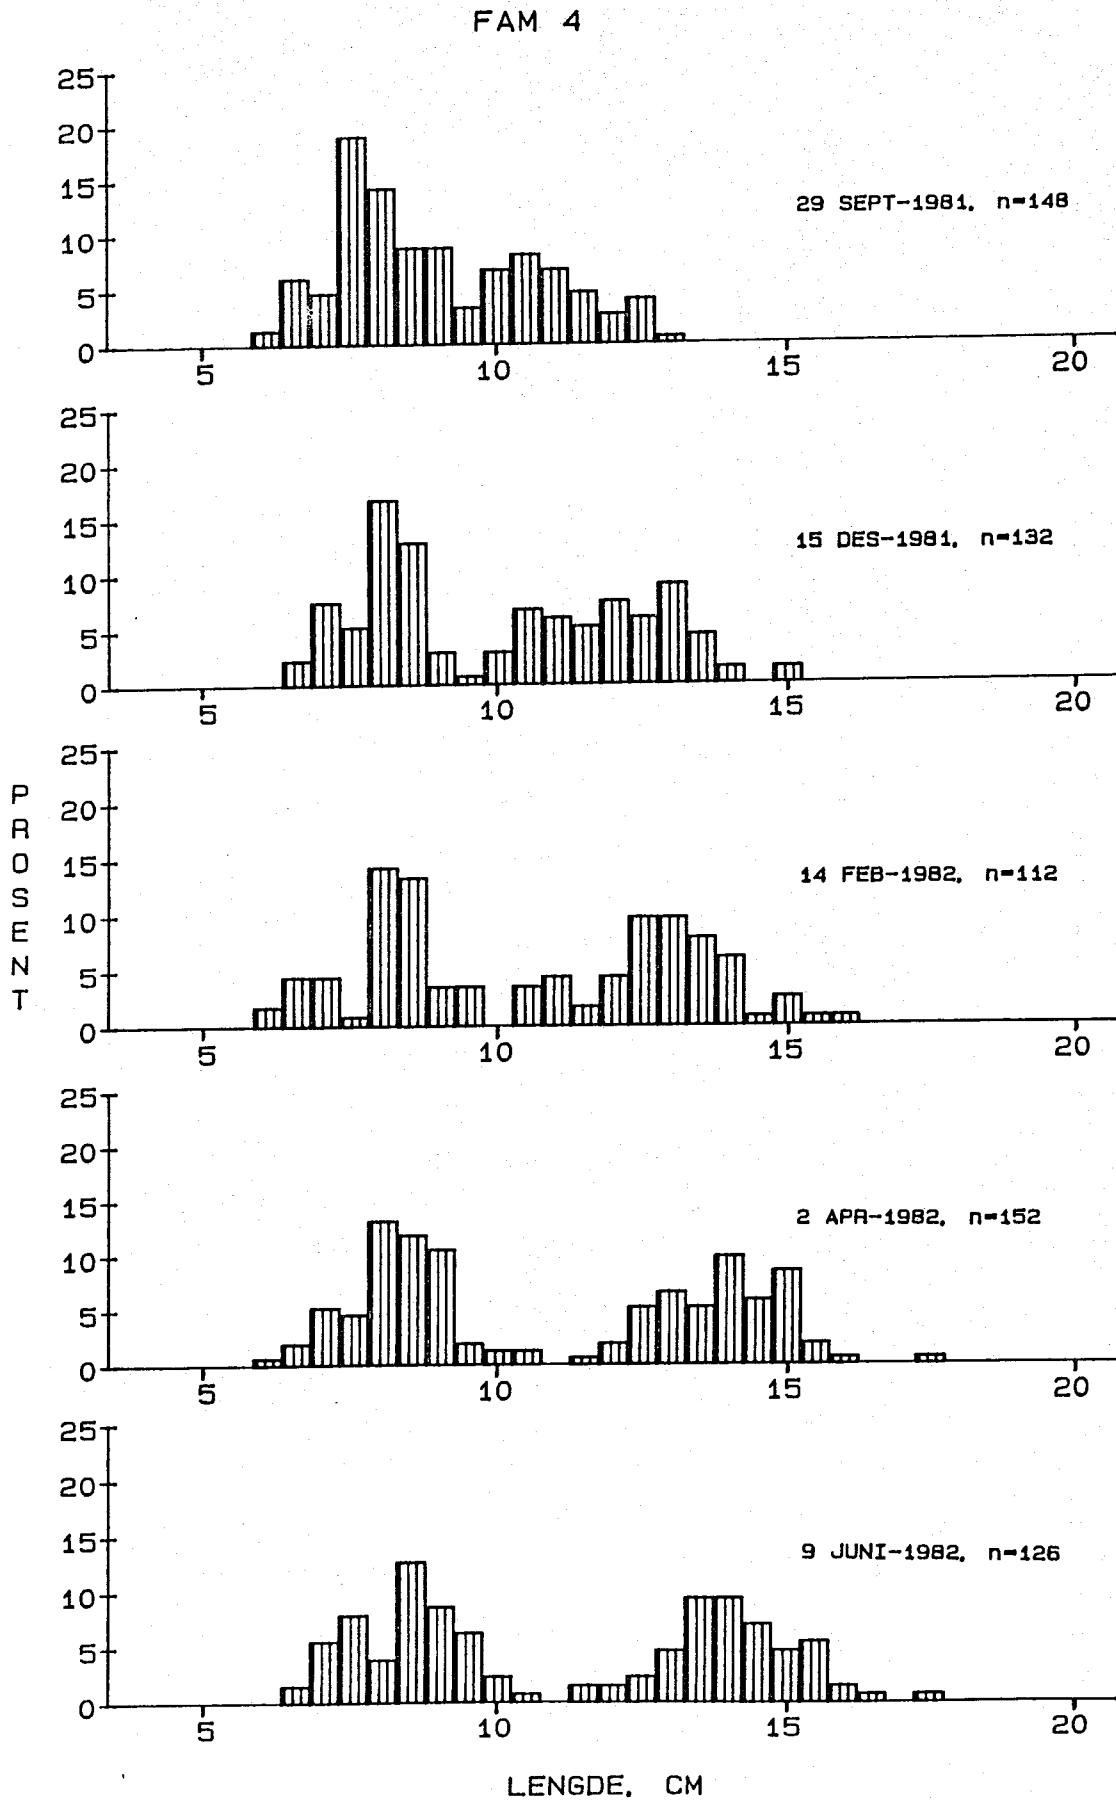 FAM 4
25
20
15
10
5
0
29 SEPT-1981, n=148
5 10 15 20
25
20
15
10
5
0
15 DES-1981, n=132
5 10 15 20
PROSENT
25
20
15
10
5
0
14 FEB-1982, n=112
5 10 15 20
25
20
15
10
5
0
2 APR-1982, n=152
5 10 15 20
25
20
15
10
5
0
9 JUNI-1982, n=126
5 10 15 20
LENGDE, CM